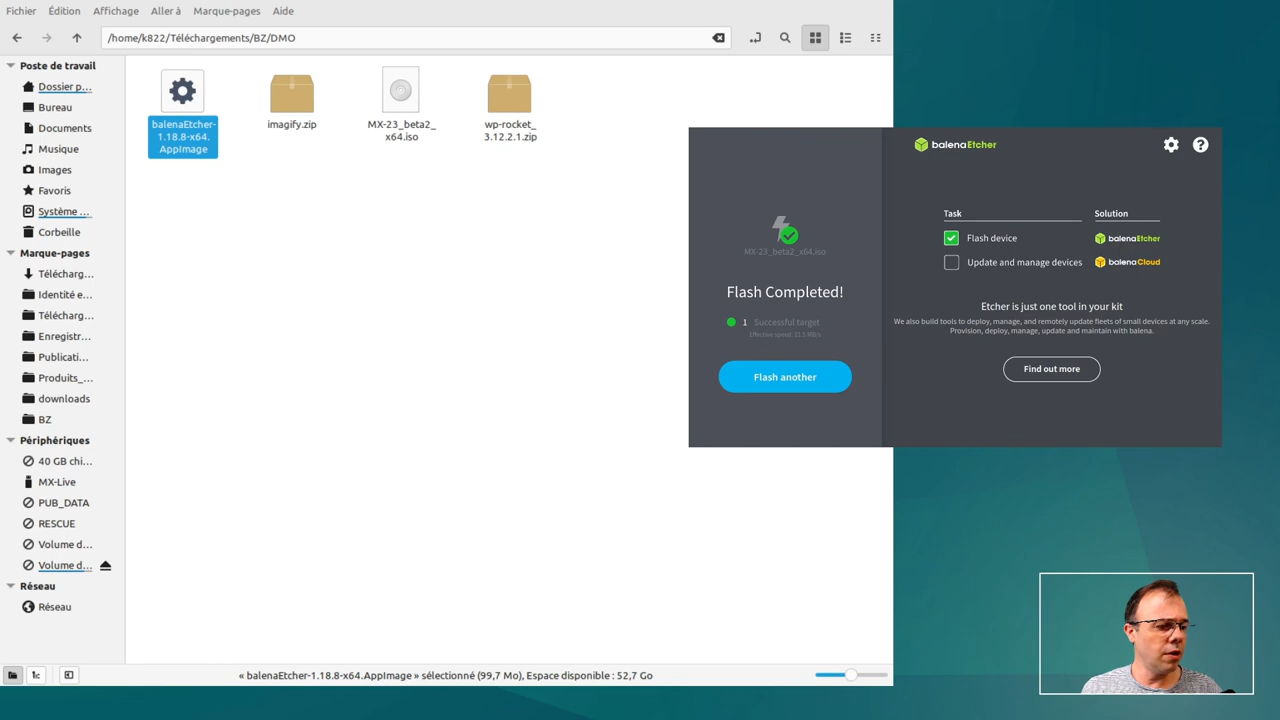 Fichier Édition Affichage Aller à Marque-pages Aide
/home/k822/Téléchargements/BZ/DMO
Poste de travail
Dossier p...
Bureau
Documents
Musique
Images
Favoris
Système ...
Corbeille
Marque-pages
Télécharg...
Identité e...
Télécharg...
Enregistr...
Publicati...
Produits_...
downloads
BZ
Périphériques
40 GB chi...
MX-Live
PUB_DATA
RESCUE
Volume d...
Volume d...
Réseau
Réseau
balenaEtcher-
1.18.8-x64.
AppImage
imagify.zip
MX-23_beta2_
x64.iso
wp-rocket_
3.12.2.1.zip
« balenaEtcher-1.18.8-x64.AppImage » sélectionné (99,7 Mo), Espace disponible : 52,7 Go
MX-23_beta2_x64.iso
Flash Completed!
1 Successful target
Effective speed: 11.5 MB/s
Flash another
balenaEtcher
Task Solution
Flash device balenaEtcher
Update and manage devices balenaCloud
Etcher is just one tool in your kit
We also build tools to deploy, manage, and remotely update fleets of small devices at any scale.
Provision, deploy, manage, update and maintain with balena.
Find out more